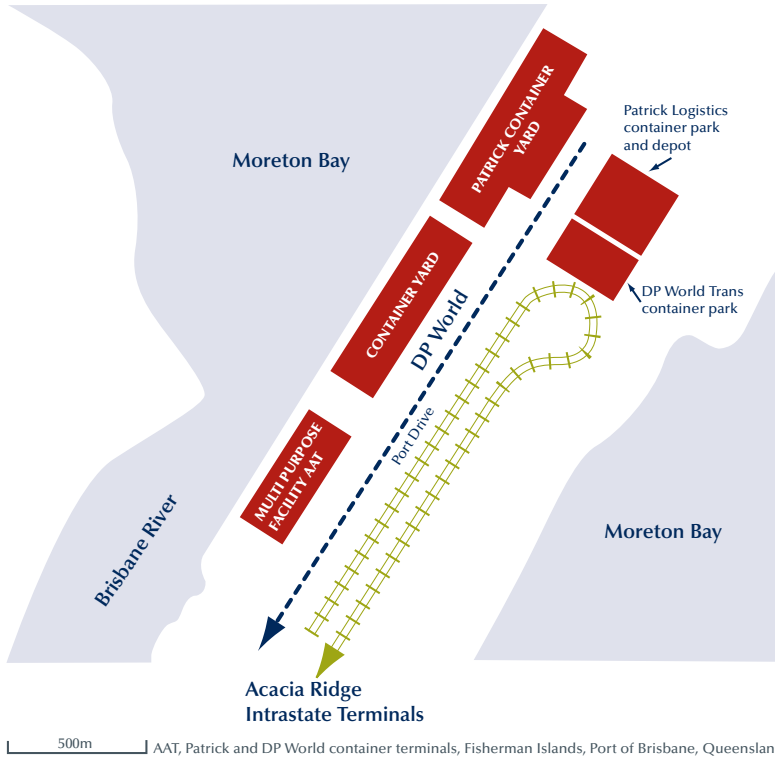 Patrick Logistics
container park
and depot
PATRICK CONTAINER
YARD
Moreton Bay
CONTAINER YARD
DP World
DP World Trans
container park
Port Drive
MULTI PURPOSE
FACILITY AAT
Brisbane River
Moreton Bay
Acacia Ridge
Intrastate Terminals
500m
AAT, Patrick and DP World container terminals, Fisherman Islands, Port of Brisbane, Queenslan